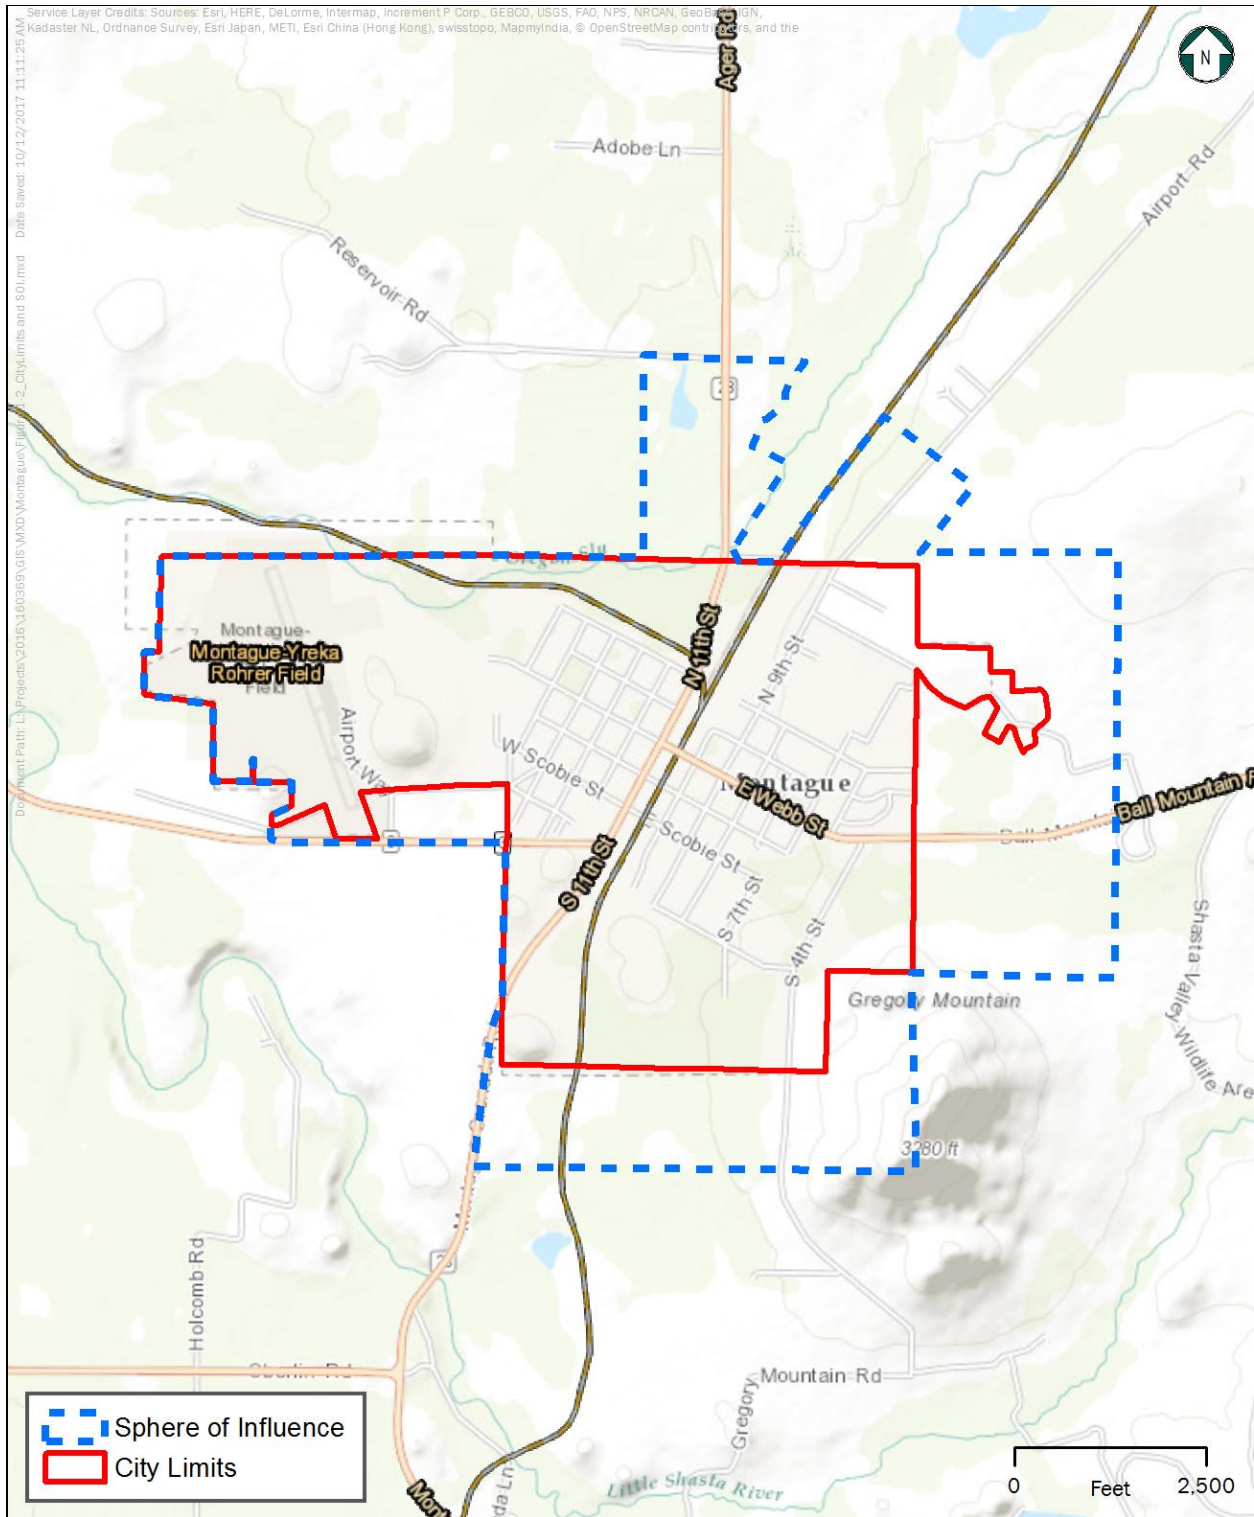 Service Layer Credits: Sources: Esri, HERE, DeLorme, Intermap, increment P Corp., GEBCO, USGS, FAO, NPS, NRCAN,
Kadaster NL, Ordnance Survey, Esri Japan, METI, Esri China (Hong Kong), swisstopo, MapmyIndia, © OpenStreetMap and the
Date Saved: 10/12/2017 11:11:25 AM
N
Ager Rd
Adobe Ln
Airport Rd
Reservoir Rd
Montague-
Montague Yreka
Rohrer Field
Field
Airport Way
N 11th St
N 9th St
W Scobie St
Montague
E Webb St
E Scobie St
Ball Mountain
S 11th St
S 7th St
S 4th St
Shasta Valley Wildlife Are
Gregory Mountain
3280 ft
Holcomb Rd
Oberlin Rd
Gregory
Mountain Rd
Little Shasta River
Mont
da Ln
Sphere of Influence
City Limits
0 Feet 2,500